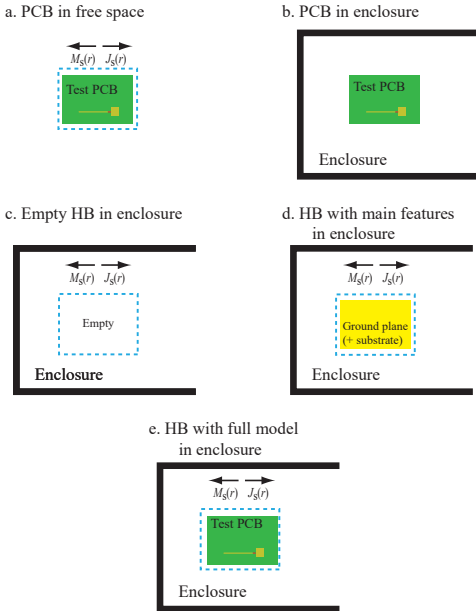 a. PCB in free space
Mₛ(r) Jₛ(r)
Test PCB
b. PCB in enclosure
Test PCB
Enclosure
c. Empty HB in enclosure
Mₛ(r) Jₛ(r)
Empty
Enclosure
d. HB with main features
in enclosure
Mₛ(r) Jₛ(r)
Ground plane
(+ substrate)
Enclosure
e. HB with full model
in enclosure
Mₛ(r) Jₛ(r)
Test PCB
Enclosure